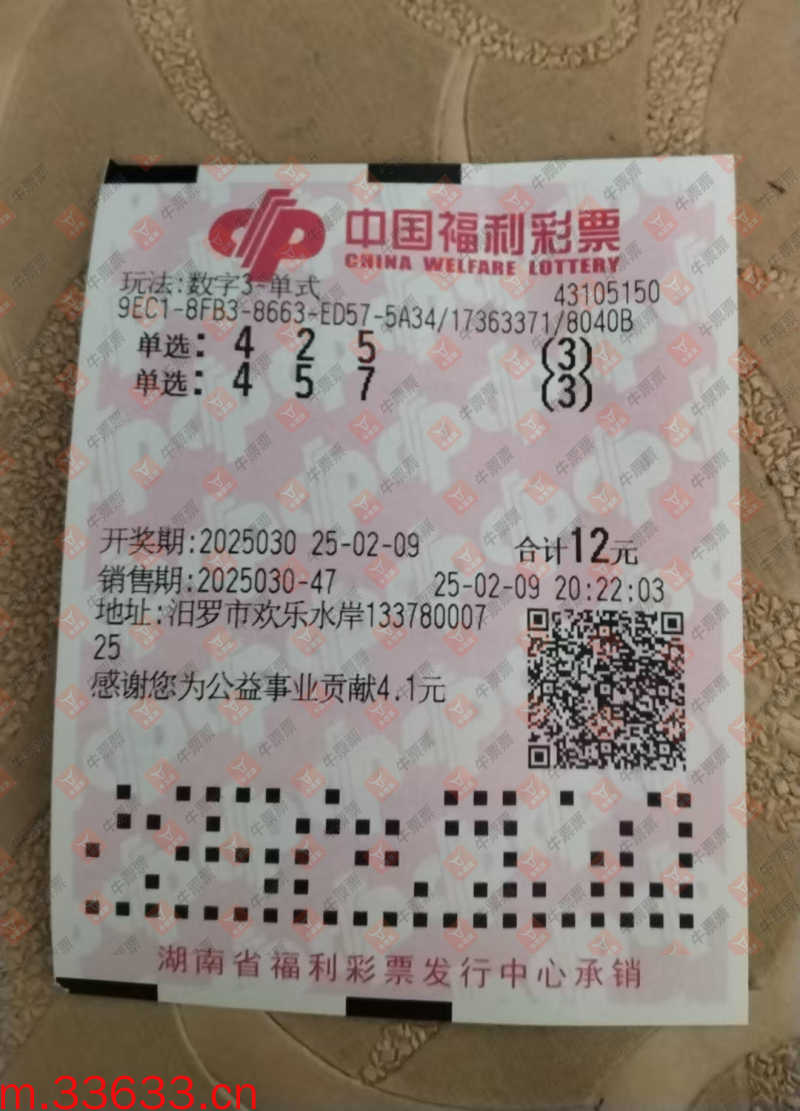 中国福利彩票
CHINA WELFARE LOTTERY
玩法:数字3-单式 43105150
9EC1-8FB3-8663-ED57-5A34/17363371/8040B
单选: 4 2 5 (3)
单选: 4 5 7 (3)
开奖期:2025030 25-02-09 合计12元
销售期:2025030-47 25-02-09 20:22:03
地址:汨罗市欢乐水岸133780007
25
感谢您为公益事业贡献4.1元
湖南省福利彩票发行中心承销
m.33633.cn
牛票票